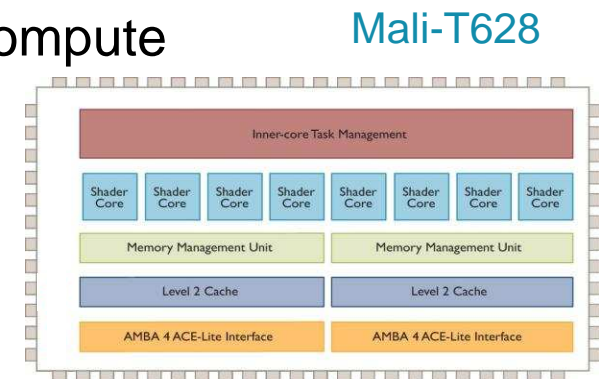 ompute
Mali-T628
Inner-core Task Management
Shader Core Shader Core Shader Core Shader Core Shader Core Shader Core Shader Core Shader Core
Memory Management Unit Memory Management Unit
Level 2 Cache Level 2 Cache
AMBA 4 ACE-Lite Interface AMBA 4 ACE-Lite Interface